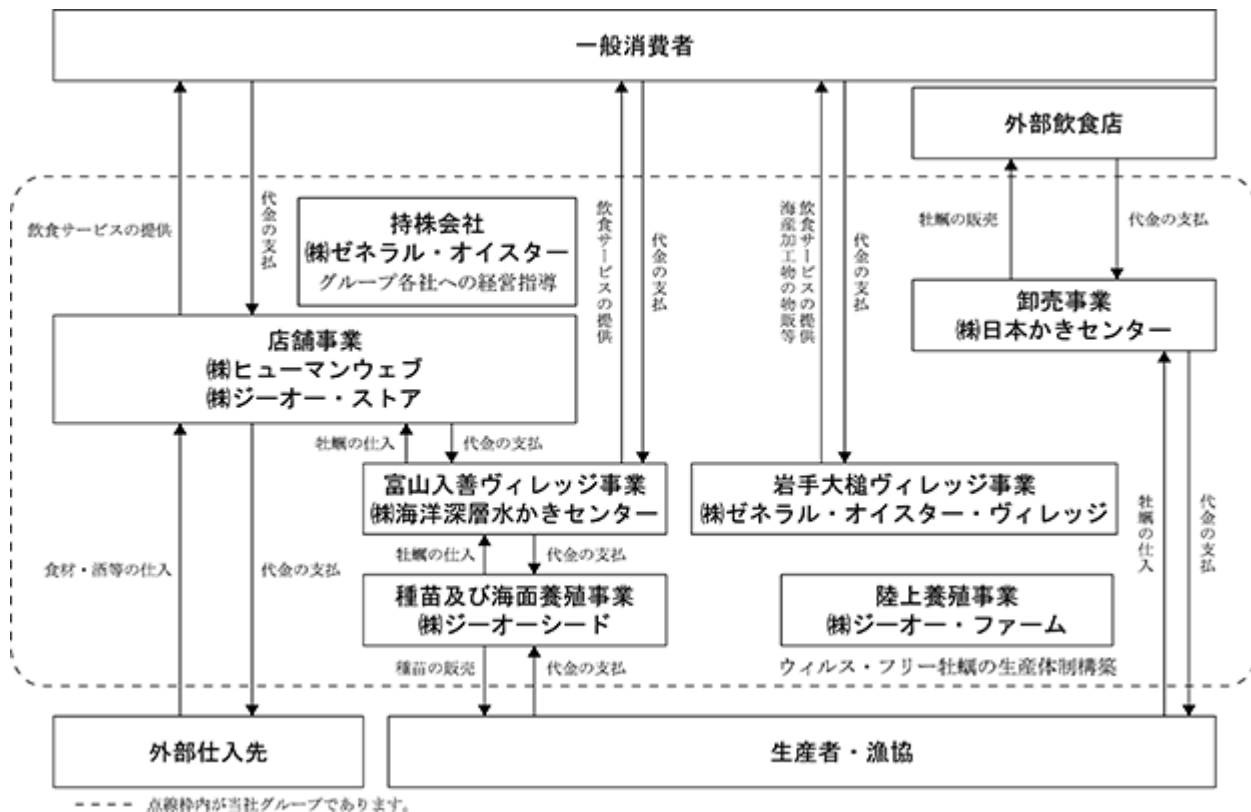 一般消費者
外部飲食店
飲食サービスの提供
代金の支払
持株会社
㈱ゼネラル・オイスター
グループ各社への経営指導
飲食サービスの提供
代金の支払
飲食サービスの提供
海産加工物の物販等
代金の支払
牡蠣の販売
代金の支払
卸売事業
㈱日本かきセンター
店舗事業
㈱ヒューマンウェブ
㈱ジーオー・ストア
牡蠣の仕入
代金の支払
富山入善ヴィレッジ事業
㈱海洋深層水かきセンター
岩手大槌ヴィレッジ事業
㈱ゼネラル・オイスター・ヴィレッジ
牡蠣の仕入
代金の支払
食材・酒等の仕入
代金の支払
牡蠣の仕入
代金の支払
種苗及び海面養殖事業
㈱ジーオーシード
陸上養殖事業
㈱ジーオー・ファーム
ウィルス・フリー牡蠣の生産体制構築
種苗の販売
代金の支払
外部仕入先
生産者・漁協
---- 点線枠内が当社グループであります。